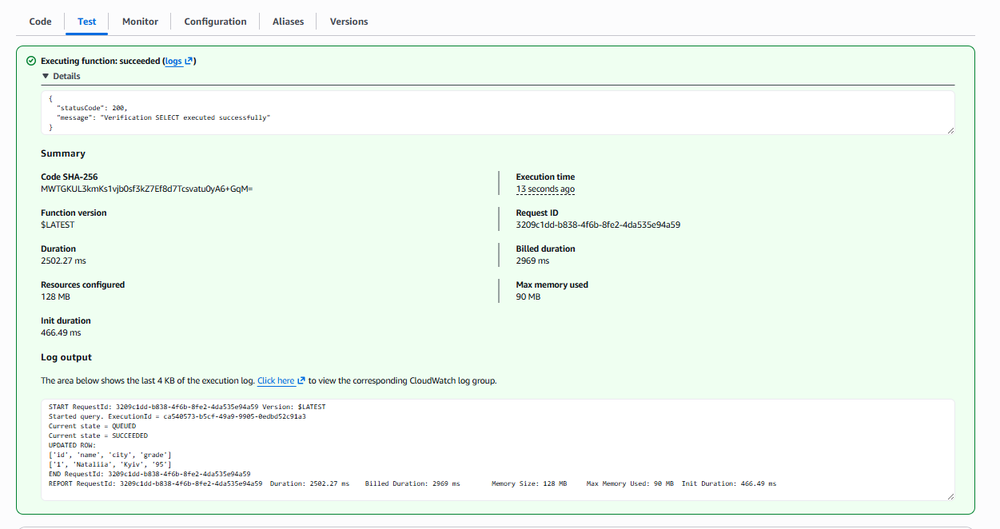 Code Test Monitor Configuration Aliases Versions
Executing function: succeeded (logs)
Details
{
"statusCode": 200,
"message": "Verification SELECT executed successfully"
}
Summary
Code SHA-256
MWTGKUL3kmKs1vjb0sf3kZ7Ef8d7Tcsvatu0yA6+GqM=
Execution time
13 seconds ago
Function version
$LATEST
Request ID
3209c1dd-b838-4f6b-8fe2-4da535e94a59
Duration
2502.27 ms
Billed duration
2969 ms
Resources configured
128 MB
Max memory used
90 MB
Init duration
466.49 ms
Log output
The area below shows the last 4 KB of the execution log. Click here to view the corresponding CloudWatch log group.
START RequestId: 3209c1dd-b838-4f6b-8fe2-4da535e94a59 Version: $LATEST
Started query. ExecutionId = ca540573-b5cf-49a9-9905-0edbd52c91a3
Current state = QUEUED
Current state = SUCCEEDED
UPDATED ROW:
['id', 'name', 'city', 'grade']
['1', 'Nataliia', 'Kyiv', '95']
END RequestId: 3209c1dd-b838-4f6b-8fe2-4da535e94a59
REPORT RequestId: 3209c1dd-b838-4f6b-8fe2-4da535e94a59 Duration: 2502.27 ms Billed Duration: 2969 ms Memory Size: 128 MB Max Memory Used: 90 MB Init Duration: 466.49 ms